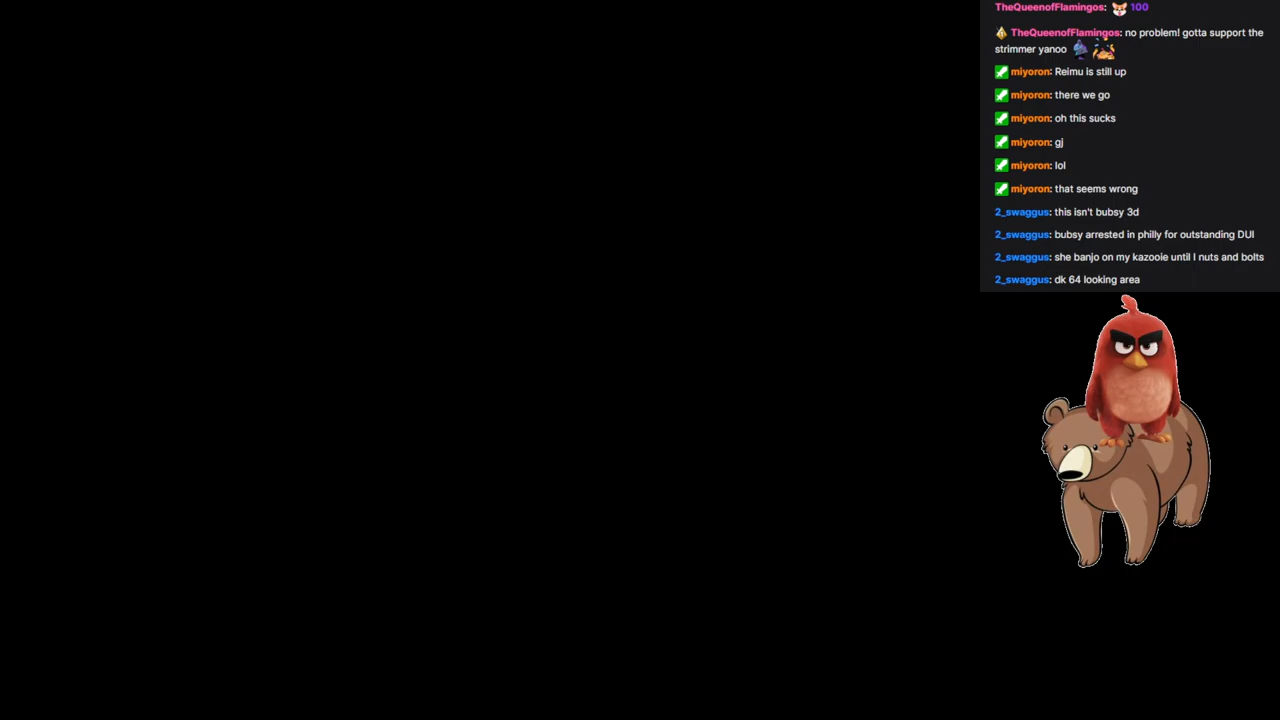 TheQueenofFlamingos: 100
TheQueenofFlamingos: no problem! gotta support the
strimmer yanoo
miyoron: Reimu is still up
miyoron: there we go
miyoron: oh this sucks
miyoron: gj
miyoron: lol
miyoron: that seems wrong
2_swaggus: this isn't bubsy 3d
2_swaggus: bubsy arrested in philly for outstanding DUI
2_swaggus: she banjo on my kazooie until I nuts and bolts
2_swaggus: dk 64 looking area